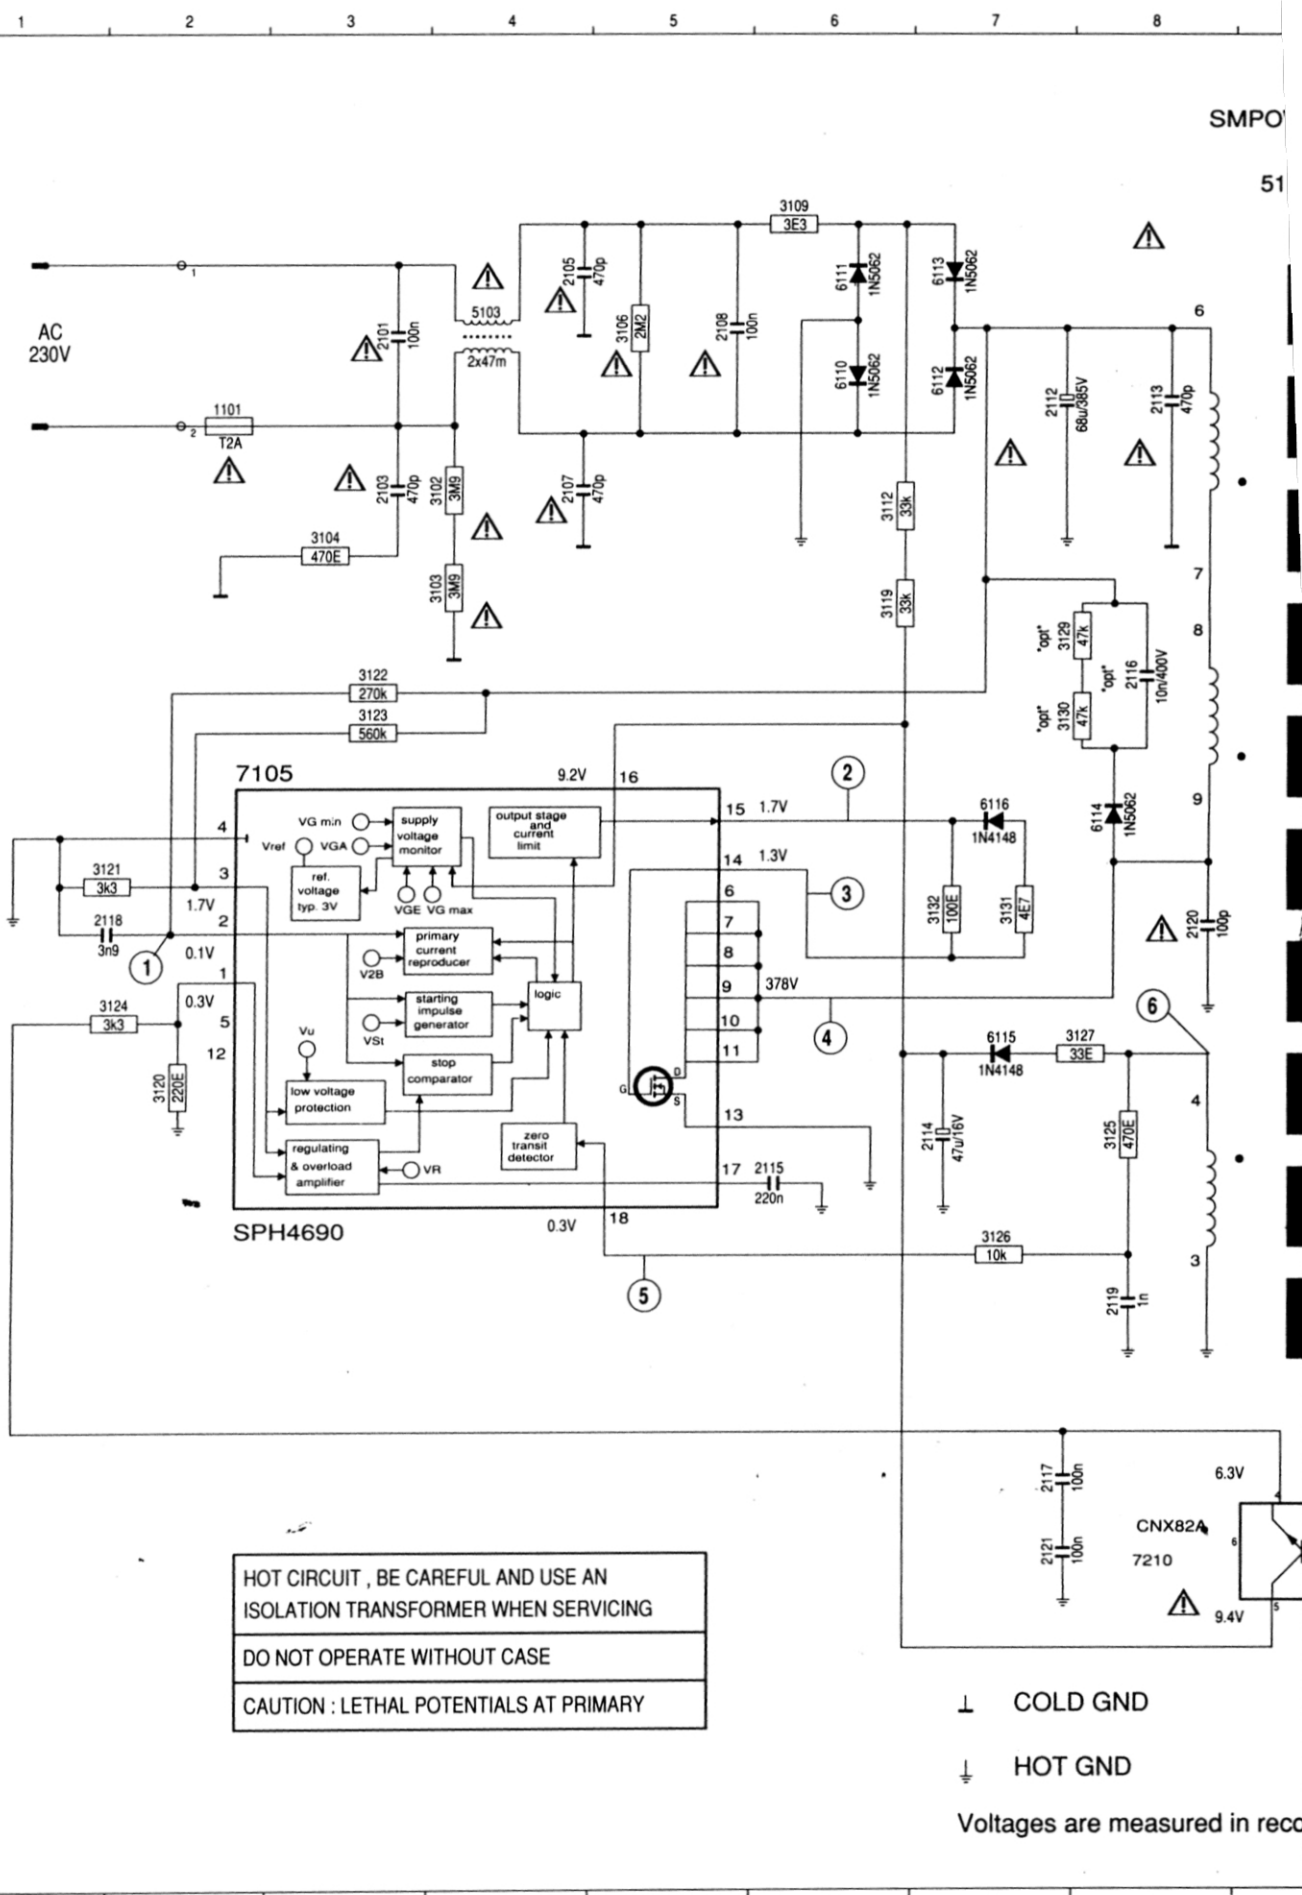 1 2 3 4 5 6 7 8
SMPO
51
3109
3E3
6111
1N5062
6113
1N5062
2105
470p
5103
2x47m
2101
100n
3106
2M2
2108
100n
6110
1N5062
6112
1N5062
6
AC
230V
1
2
1101
T2A
2112
68u/385V
2113
470p
2103
470p
3102
3M9
2107
470p
3112
33k
3104
470E
3103
3M9
3119
33k
7
8
"opt"
3129
47k
"opt"
2116
10n/400V
"opt"
3130
47k
3122
270k
3123
560k
7105
9.2V
16
2
15
1.7V
6116
1N4148
6114
1N5062
9
4
VG min
supply
voltage
monitor
output stage
and
current
limit
Vref
VGA
14
1.3V
3121
3k3
3
ref.
voltage
typ. 3V
VGE
VG max
6
3
3132
100E
3131
4E7
1.7V
2118
3n9
2
primary
current
reproducer
7
2120
100p
1
0.1V
V2B
8
1
0.3V
starting
impulse
generator
logic
9
378V
3124
3k3
5
VSt
10
4
6
12
Vu
stop
comparator
11
6115
1N4148
3127
33E
3120
220E
low voltage
protection
G
D
S
13
2114
47u/16V
3125
470E
4
zero
transit
detector
regulating
& overload
amplifier
VR
17
2115
220n
SPH4690
0.3V
18
3126
10k
3
5
2119
1n
2117
100n
6.3V
4
CNX82A
7210
6
2121
100n
9.4V
5
HOT CIRCUIT , BE CAREFUL AND USE AN
ISOLATION TRANSFORMER WHEN SERVICING
DO NOT OPERATE WITHOUT CASE
CAUTION : LETHAL POTENTIALS AT PRIMARY
COLD GND
HOT GND
Voltages are measured in reco